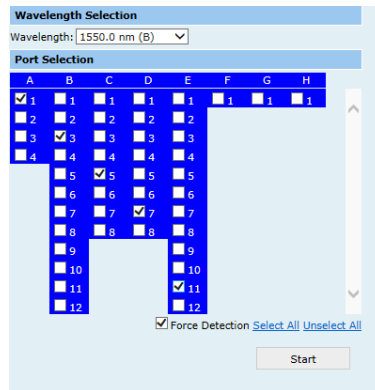 Wavelength Selection
Wavelength: 1550.0 nm (B)
Port Selection
A B C D E F G H
1 1 1 1 1 1 1 1
2 2 2 2 2
3 3 3 3 3
4 4 4 4 4
5 5 5 5
6 6 6 6
7 7 7 7
8 8 8 8
9 9
10 10
11 11
12 12
Force Detection Select All Unselect All
Start